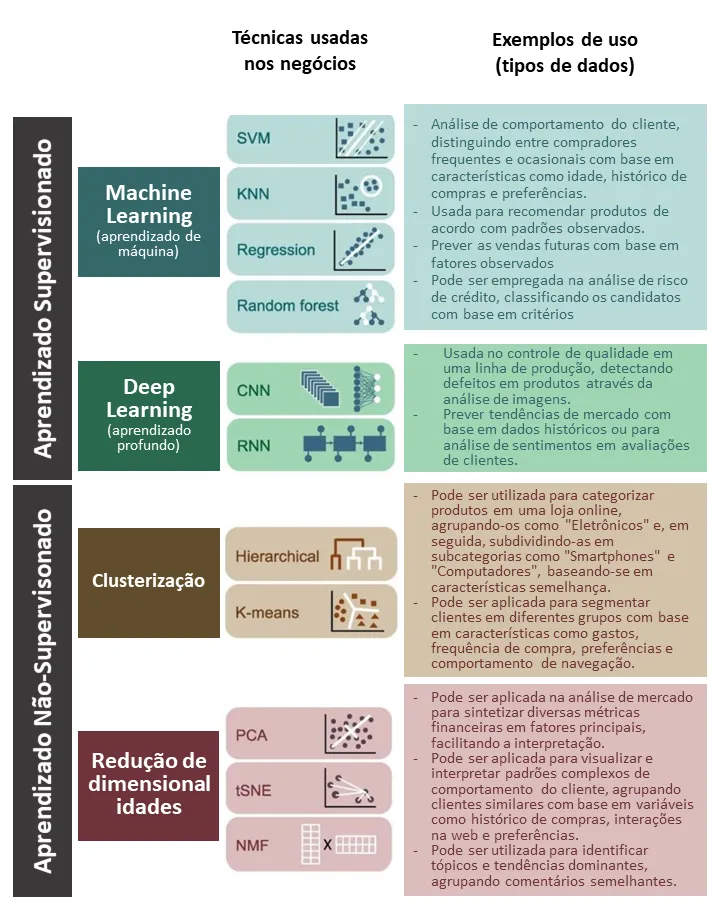 Técnicas usadas
nos negócios
Exemplos de uso
(tipos de dados)
Aprendizado Supervisionado
Machine
Learning
(aprendizado de
máquina)
SVM
KNN
Regression
Random forest
- Análise de comportamento do cliente,
distinguindo entre compradores
frequentes e ocasionais com base em
características como idade, histórico de
compras e preferências.
- Usada para recomendar produtos de
acordo com padrões observados.
- Prever as vendas futuras com base em
fatores observados
- Pode ser empregada na análise de risco
de crédito, classificando os candidatos
com base em critérios
Deep
Learning
(aprendizado
profundo)
CNN
RNN
- Usada no controle de qualidade em
uma linha de produção, detectando
defeitos em produtos através da
análise de imagens.
- Prever tendências de mercado com
base em dados históricos ou para
análise de sentimentos em avaliações
de clientes.
Aprendizado Não-Supervisonado
Clusterização
Hierarchical
K-means
- Pode ser utilizada para categorizar
produtos em uma loja online,
agrupando-os como "Eletrônicos" e, em
seguida, subdividindo-as em
subcategorias como "Smartphones" e
"Computadores", baseando-se em
características semelhança.
- Pode ser aplicada para segmentar
clientes em diferentes grupos com base
em características como gastos,
frequência de compra, preferências e
comportamento de navegação.
Redução de
dimensional
idades
PCA
tSNE
NMF
X
- Pode ser aplicada na análise de mercado
para sintetizar diversas métricas
financeiras em fatores principais,
facilitando a interpretação.
- Pode ser aplicada para visualizar e
interpretar padrões complexos de
comportamento do cliente, agrupando
clientes similares com base em variáveis
como histórico de compras, interações
na web e preferências.
- Pode ser utilizada para identificar
tópicos e tendências dominantes,
agrupando comentários semelhantes.